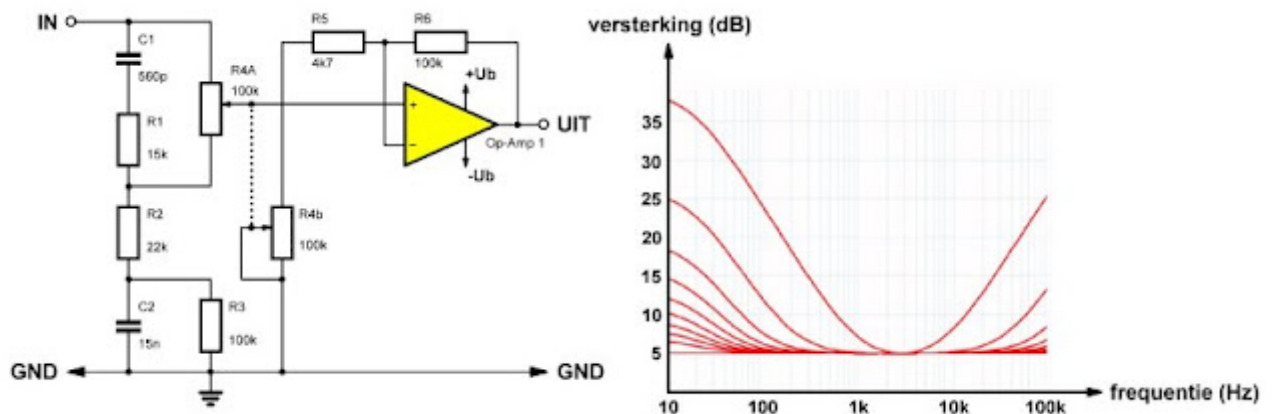 IN
C1
560p
R4A
100k
R1
15k
R2
22k
C2
15n
R3
100k
R5
4k7
R6
100k
+Ub
+
−
Op-Amp 1
-Ub
UIT
R4b
100k
GND
GND
versterking (dB)
35
30
25
20
15
10
5
10
100
1k
10k
100k
frequentie (Hz)